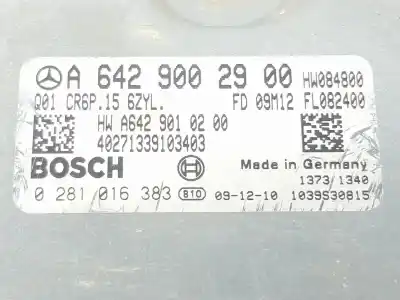 A 642 900 29 00 HW084800
Q01 CR6P.15 6ZYL. FD 09M12 FL082400
HW A642 901 02 00
40271339103403
BOSCH Made in Germany
1373 1340
0 281 016 383 B10 09-12-10 1039S30815